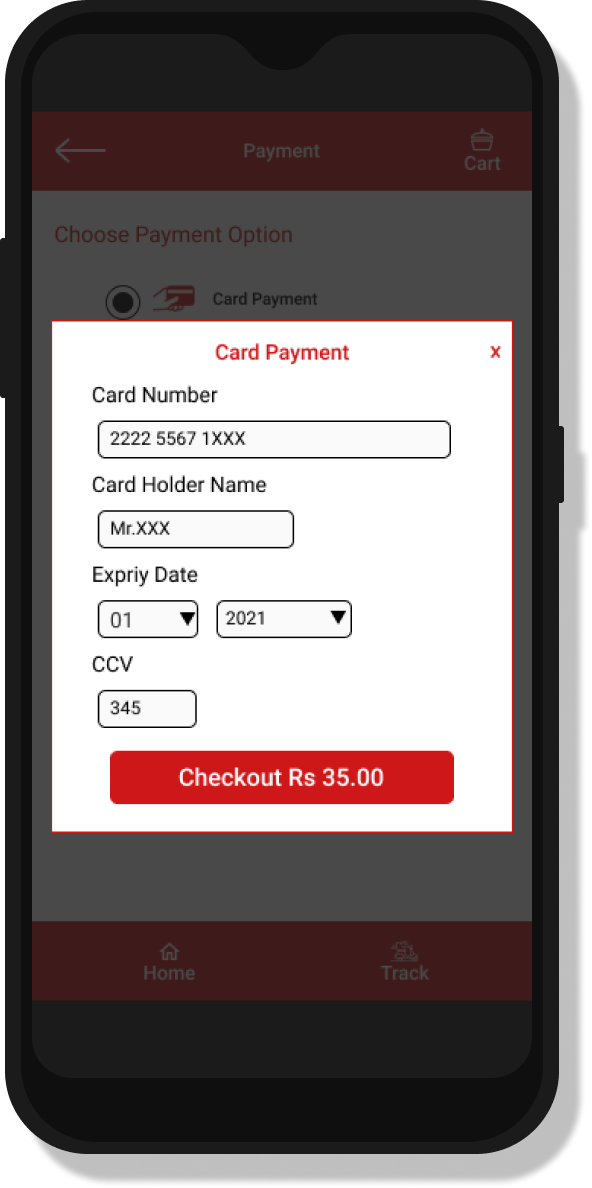 Payment
Cart
Choose Payment Option
Card Payment
Card Payment
x
Card Number
2222 5567 1XXX
Card Holder Name
Mr.XXX
Expriy Date
01 2021
CCV
345
Checkout Rs 35.00
Home Track